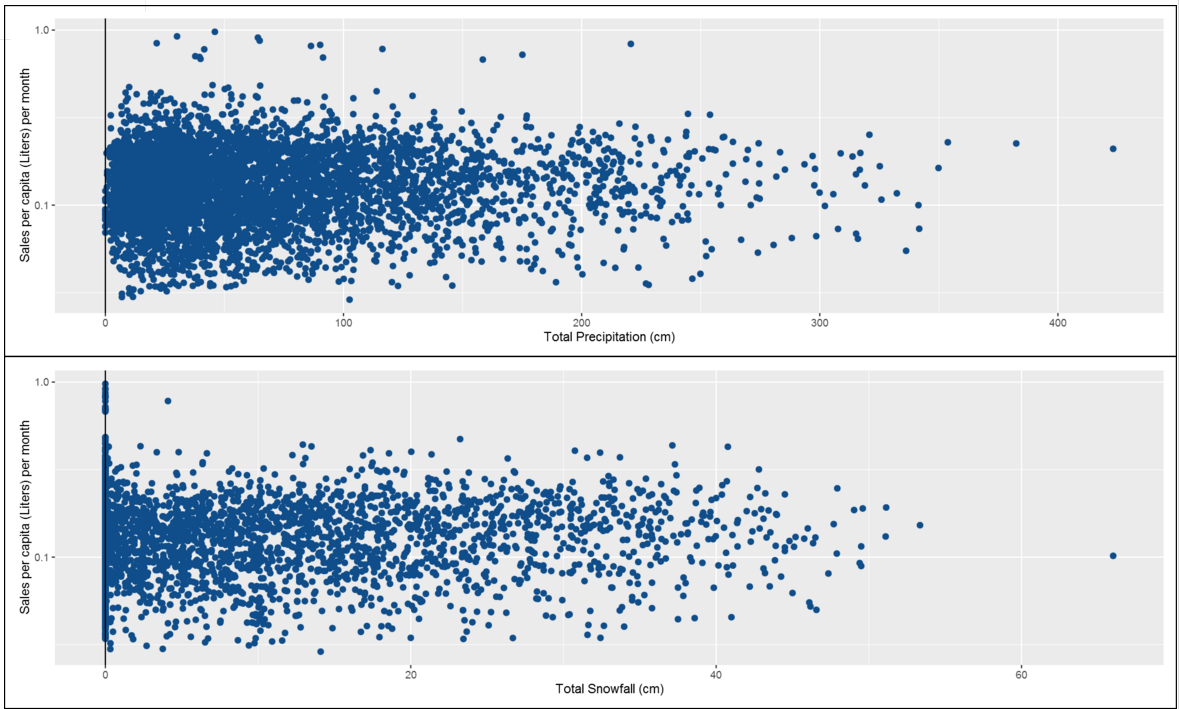 1.0
0.1
Sales per capita (Liters) per month
0 100 200 300 400
Total Precipitation (cm)
1.0
0.1
Sales per capita (Liters) per month
0 20 40 60
Total Snowfall (cm)